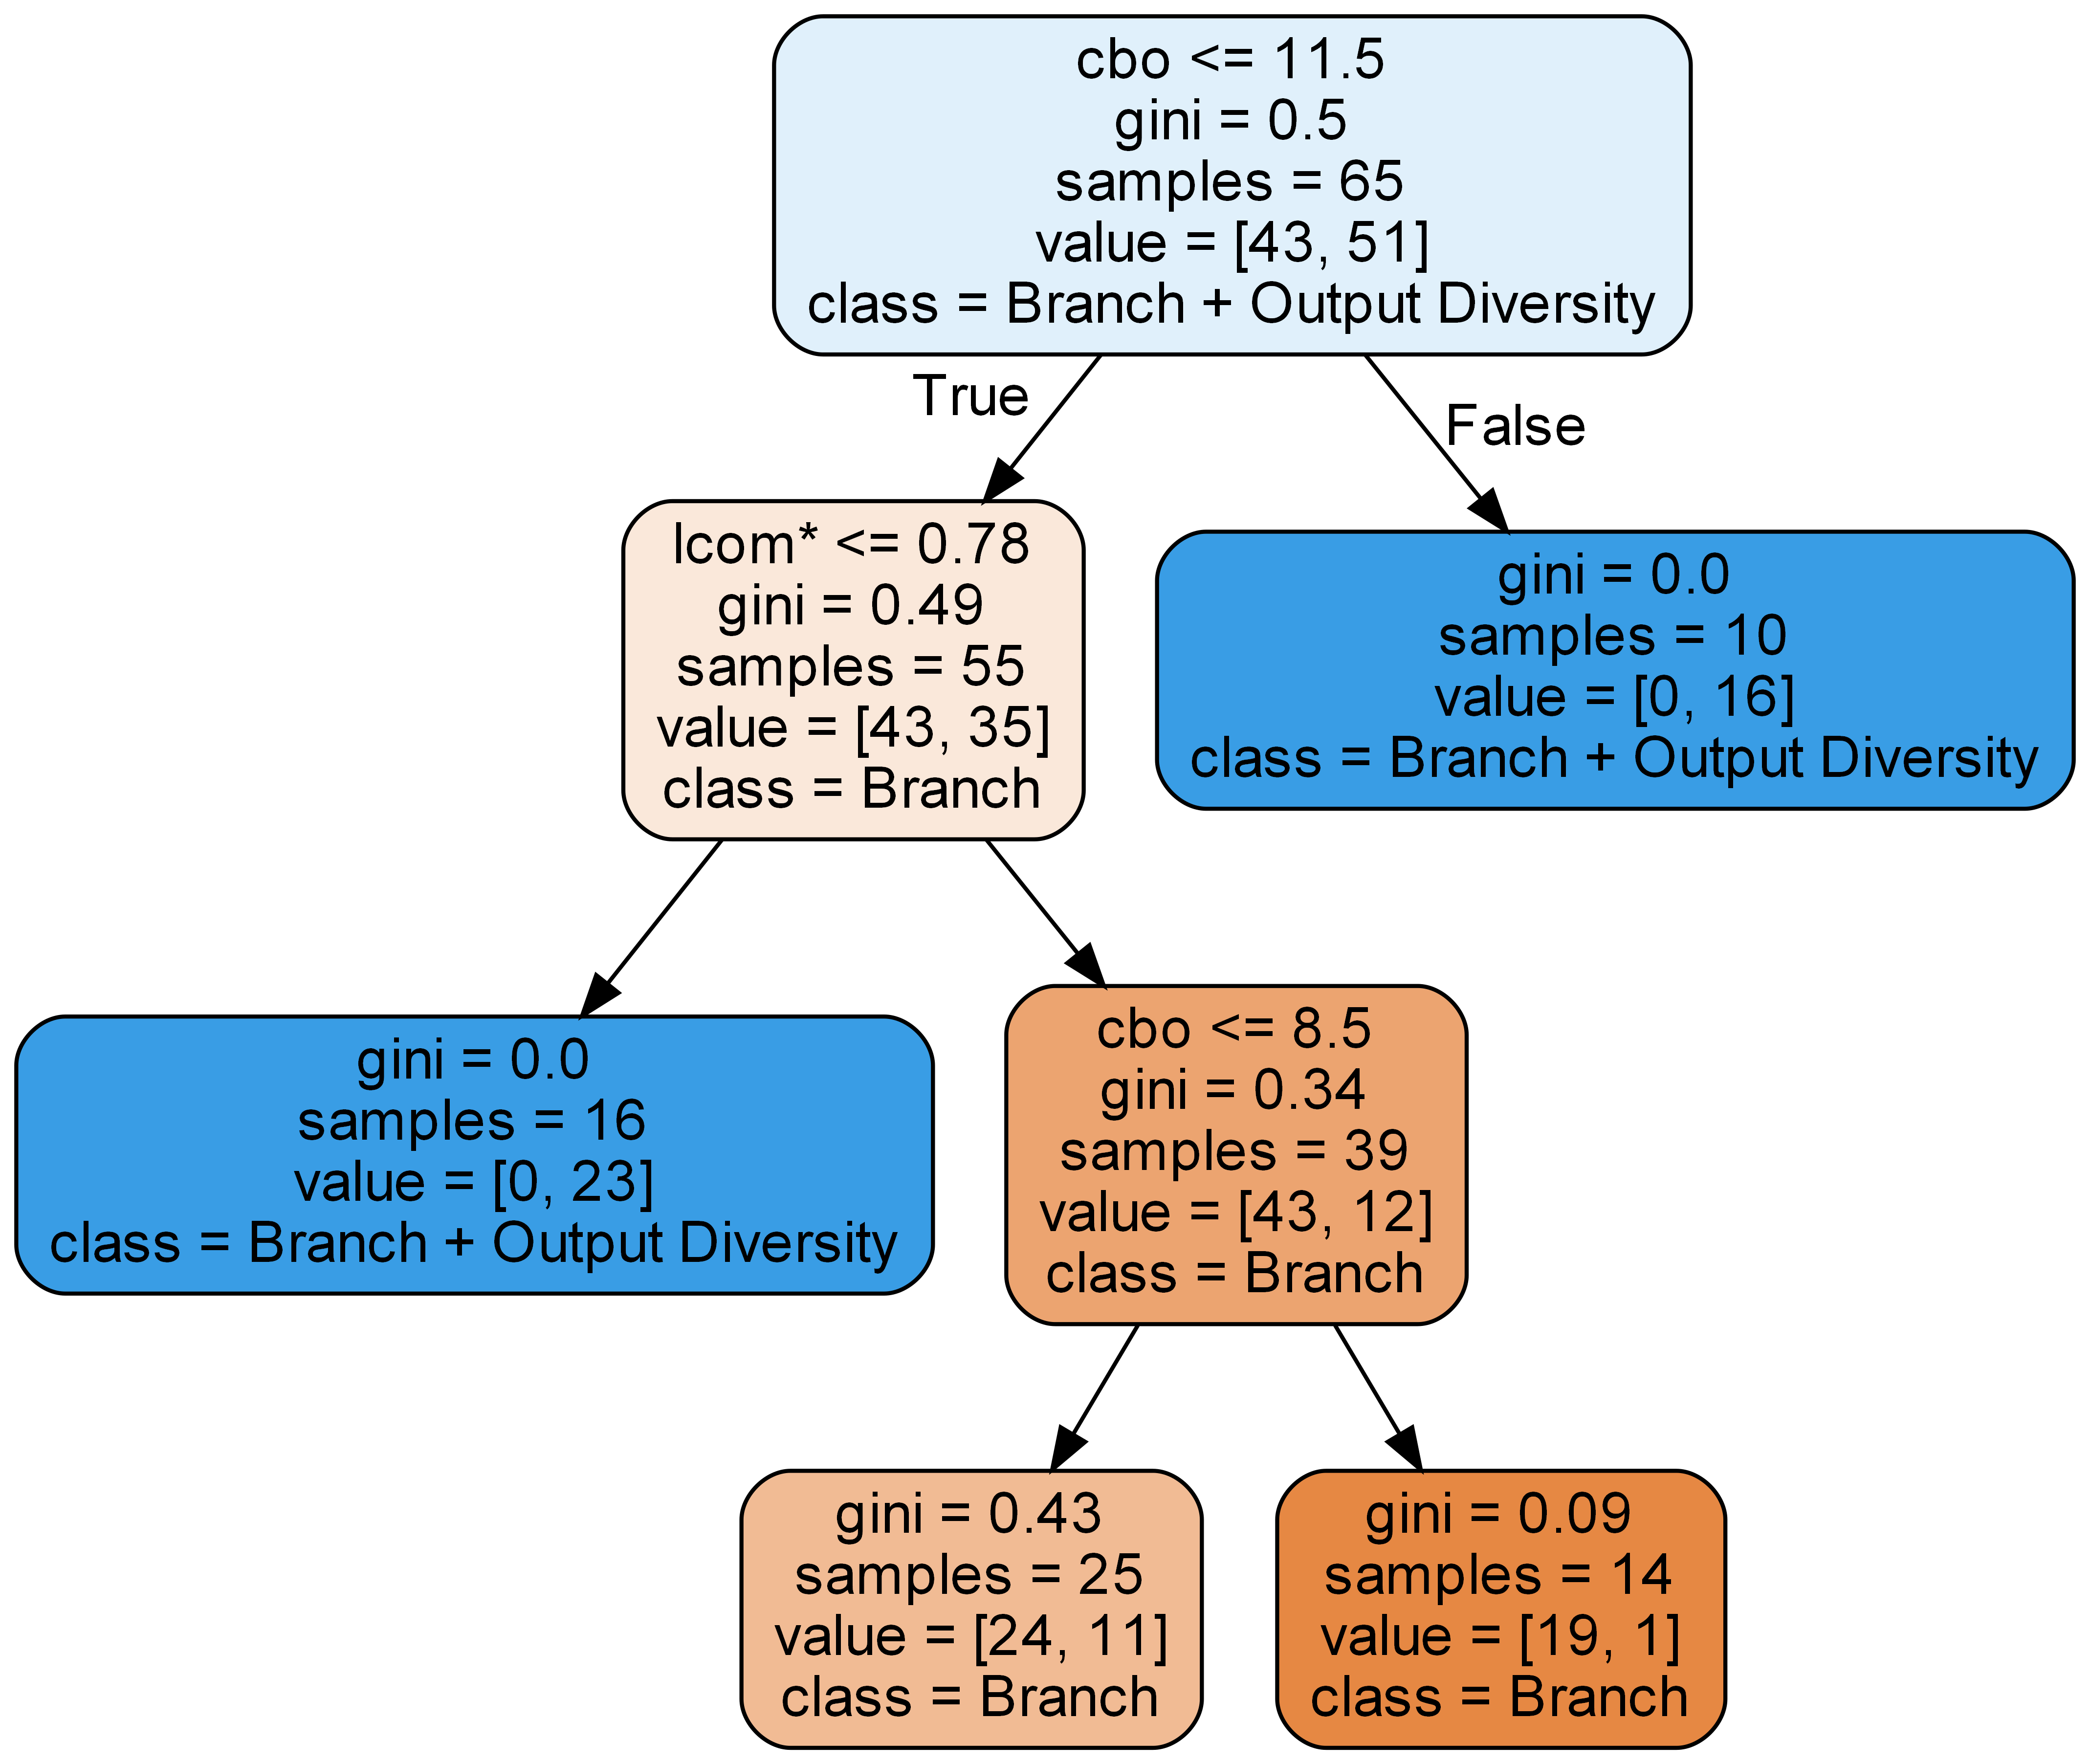 cbo <= 11.5
gini = 0.5
samples = 65
value = [43, 51]
class = Branch + Output Diversity
True
False
lcom* <= 0.78
gini = 0.49
samples = 55
value = [43, 35]
class = Branch
gini = 0.0
samples = 10
value = [0, 16]
class = Branch + Output Diversity
gini = 0.0
samples = 16
value = [0, 23]
class = Branch + Output Diversity
cbo <= 8.5
gini = 0.34
samples = 39
value = [43, 12]
class = Branch
gini = 0.43
samples = 25
value = [24, 11]
class = Branch
gini = 0.09
samples = 14
value = [19, 1]
class = Branch